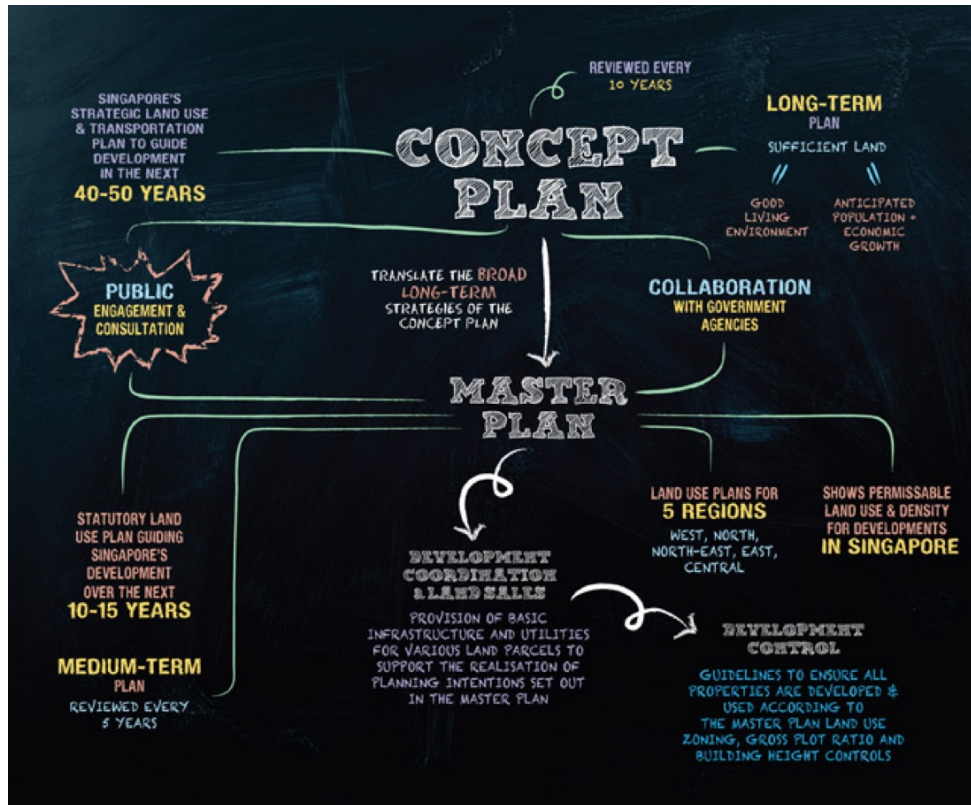 REVIEWED EVERY
10 YEARS
SINGAPORE'S
STRATEGIC LAND USE
& TRANSPORTATION
PLAN TO GUIDE
DEVELOPMENT
IN THE NEXT
40-50 YEARS
CONCEPT
PLAN
LONG-TERM
PLAN
SUFFICIENT LAND
GOOD
LIVING
ENVIRONMENT
ANTICIPATED
POPULATION +
ECONOMIC
GROWTH
PUBLIC
ENGAGEMENT &
CONSULTATION
TRANSLATE THE BROAD
LONG-TERM
STRATEGIES OF THE
CONCEPT PLAN
COLLABORATION
WITH GOVERNMENT
AGENCIES
MASTER
PLAN
STATUTORY LAND
USE PLAN GUIDING
SINGAPORE'S
DEVELOPMENT
OVER THE NEXT
10-15 YEARS
MEDIUM-TERM
PLAN
REVIEWED EVERY
5 YEARS
LAND USE PLANS FOR
5 REGIONS
WEST, NORTH,
NORTH-EAST, EAST,
CENTRAL
SHOWS PERMISSABLE
LAND USE & DENSITY
FOR DEVELOPMENTS
IN SINGAPORE
DEVELOPMENT
COORDINATION
& LAND SALES
PROVISION OF BASIC
INFRASTRUCTURE AND UTILITIES
FOR VARIOUS LAND PARCELS TO
SUPPORT THE REALISATION OF
PLANNING INTENTIONS SET OUT
IN THE MASTER PLAN
DEVELOPMENT
CONTROL
GUIDELINES TO ENSURE ALL
PROPERTIES ARE DEVELOPED &
USED ACCORDING TO
THE MASTER PLAN LAND USE
ZONING, GROSS PLOT RATIO AND
BUILDING HEIGHT CONTROLS